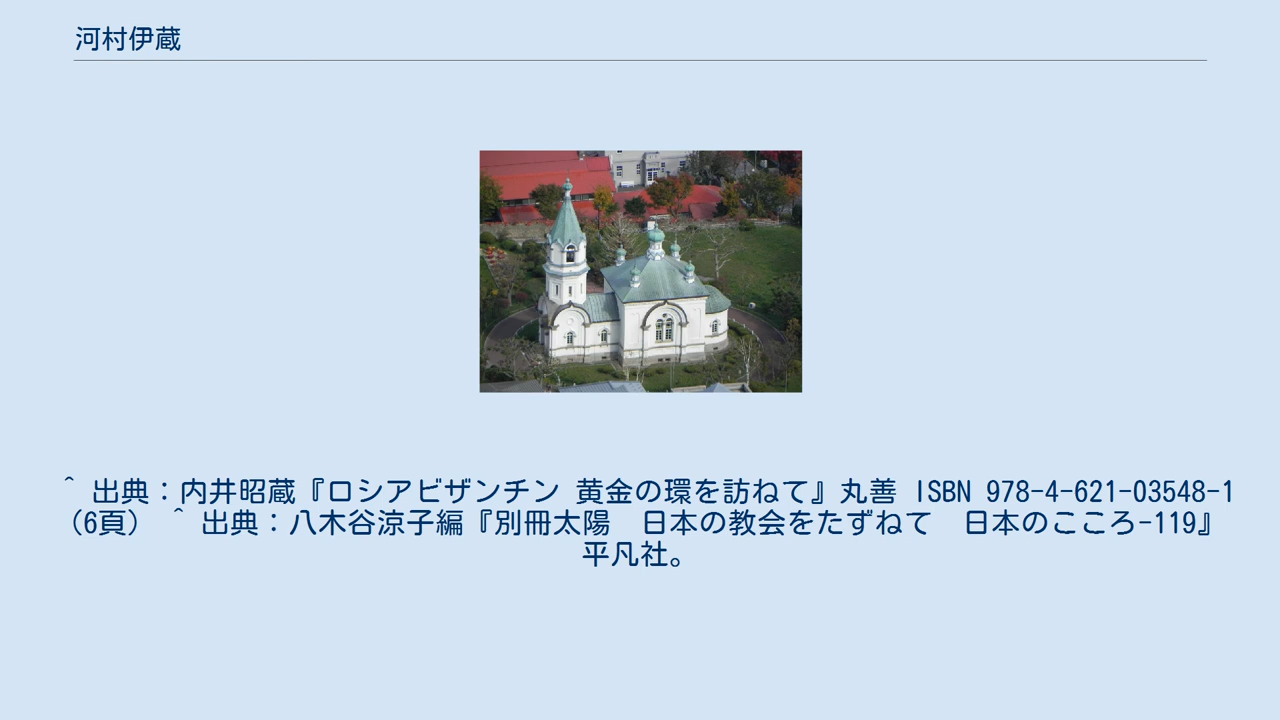 河村伊蔵
^ 出典：内井昭蔵『ロシアビザンチン 黄金の環を訪ねて』丸善 ISBN 978-4-621-03548-1
（6頁） ^ 出典：八木谷涼子編『別冊太陽　日本の教会をたずねて　日本のこころ-119』
平凡社。